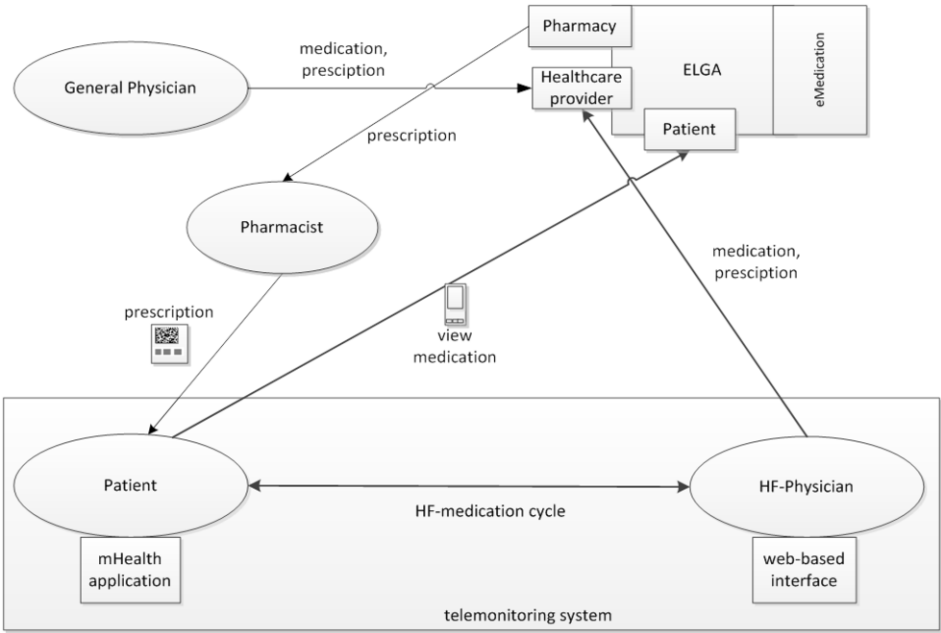 Pharmacy
ELGA
eMedication
medication,
presciption
General Physician
Healthcare
provider
Patient
prescription
Pharmacist
medication,
presciption
prescription
view
medication
Patient
HF-Physician
HF-medication cycle
mHealth
application
web-based
interface
telemonitoring system